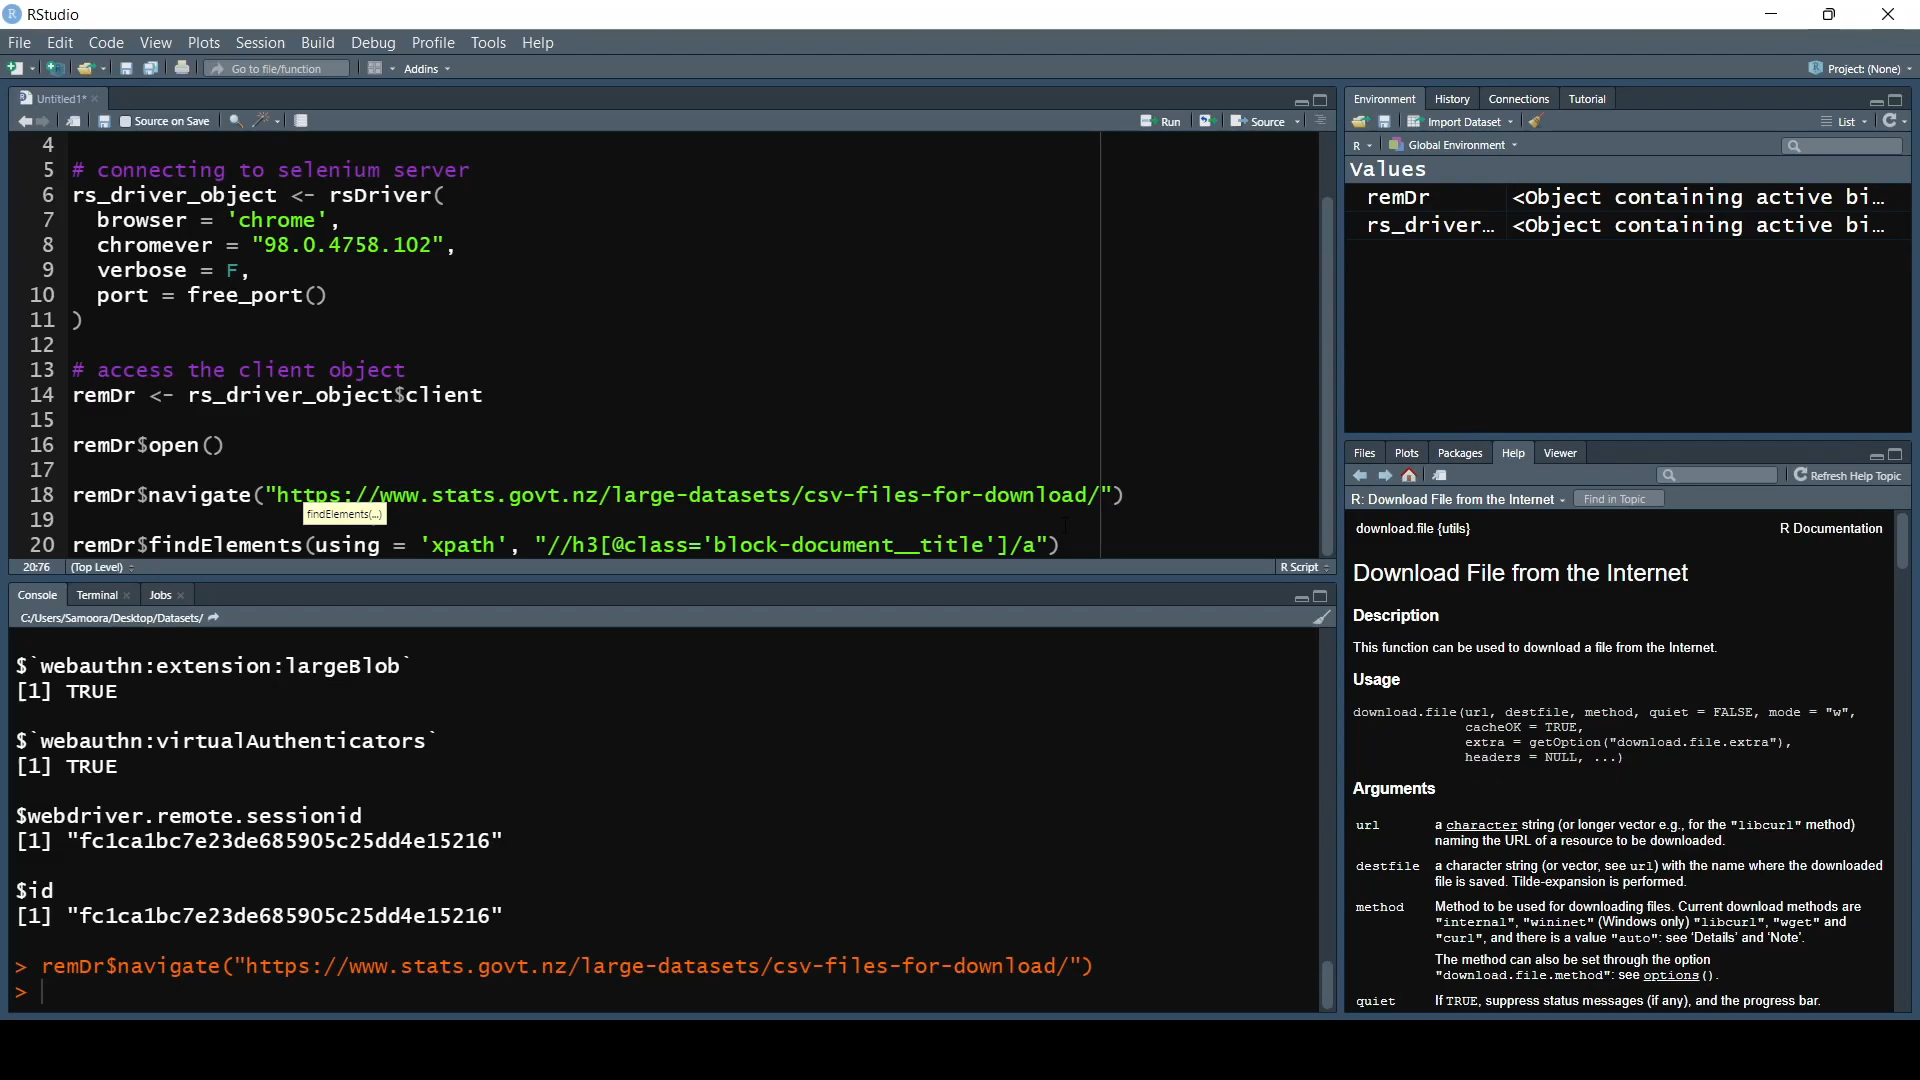 RStudio
File Edit Code View Plots Session Build Debug Profile Tools Help
Go to file/function Addins Project: (None)
Untitled1*
Source on Save Run Source
4
5 # connecting to selenium server
6 rs_driver_object <- rsDriver(
7 browser = 'chrome',
8 chromever = "98.0.4758.102",
9 verbose = F,
10 port = free_port()
11 )
12
13 # access the client object
14 remDr <- rs_driver_object$client
15
16 remDr$open()
17
18 remDr$navigate("https://www.stats.govt.nz/large-datasets/csv-files-for-download/")
findElements(...)
19
20 remDr$findElements(using = 'xpath', "//h3[@class='block-document__title']/a")
20:76 (Top Level) R Script
Console Terminal Jobs
C:/Users/Samoora/Desktop/Datasets/
$`webauthn:extension:largeBlob`
[1] TRUE
$`webauthn:virtualAuthenticators`
[1] TRUE
$webdriver.remote.sessionid
[1] "fc1ca1bc7e23de685905c25dd4e15216"
$id
[1] "fc1ca1bc7e23de685905c25dd4e15216"
> remDr$navigate("https://www.stats.govt.nz/large-datasets/csv-files-for-download/")
>
Environment History Connections Tutorial
Import Dataset List
R Global Environment
Values
remDr <Object containing active bi...
rs_driver... <Object containing active bi...
Files Plots Packages Help Viewer
Refresh Help Topic
R: Download File from the Internet Find in Topic
download.file {utils} R Documentation
Download File from the Internet
Description
This function can be used to download a file from the Internet.
Usage
download.file(url, destfile, method, quiet = FALSE, mode = "w",
cacheOK = TRUE,
extra = getOption("download.file.extra"),
headers = NULL, ...)
Arguments
url a character string (or longer vector e.g., for the "libcurl" method)
naming the URL of a resource to be downloaded.
destfile a character string (or vector, see url) with the name where the downloaded
file is saved. Tilde-expansion is performed.
method Method to be used for downloading files. Current download methods are
"internal", "wininet" (Windows only) "libcurl", "wget" and
"curl", and there is a value "auto": see ‘Details’ and ‘Note’.
The method can also be set through the option
"download.file.method": see options().
quiet If TRUE, suppress status messages (if any), and the progress bar.